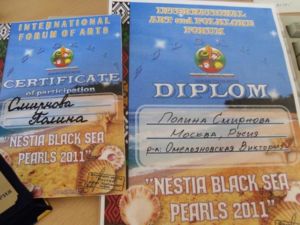 INTERNATIONAL
FORUM OF ARTS
CERTIFICATE
of participation
Смирнова
Полина
"NESTIA BLACK SEA
PEARLS 2011"
INTERNATIONAL
ART and FOLKLORE
FORUM
DIPLOM
Полина Смирнова
Москва, Русия
р-л: Омельяновская Виктория
"NESTIA BLACK SEA
PEARLS 2011"